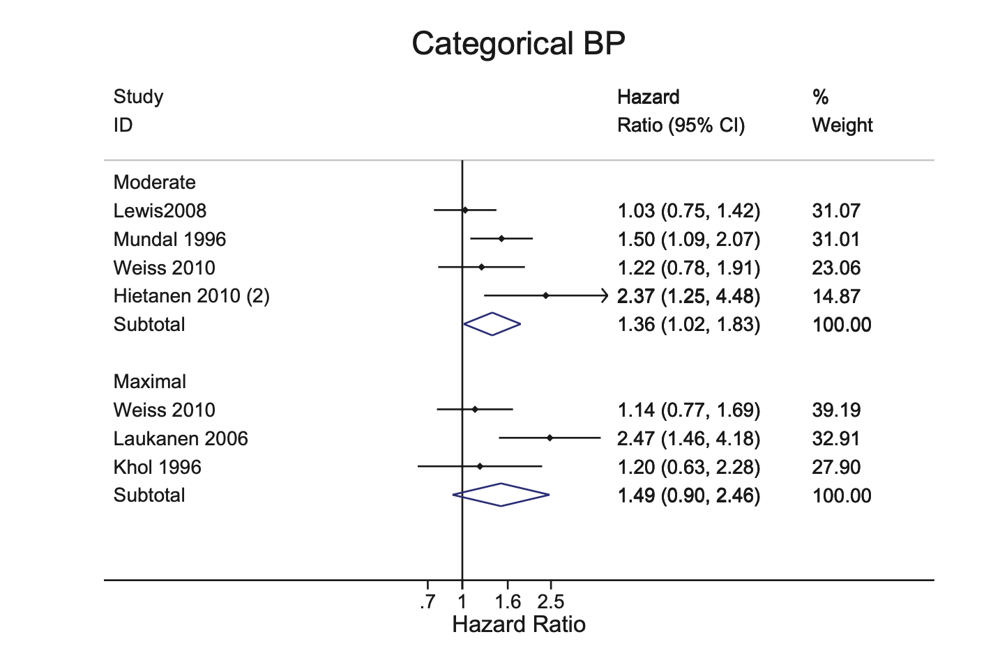 Categorical BP
Study Hazard %
ID Ratio (95% CI) Weight
Moderate
Lewis2008 1.03 (0.75, 1.42) 31.07
Mundal 1996 1.50 (1.09, 2.07) 31.01
Weiss 2010 1.22 (0.78, 1.91) 23.06
Hietanen 2010 (2) 2.37 (1.25, 4.48) 14.87
Subtotal 1.36 (1.02, 1.83) 100.00
Maximal
Weiss 2010 1.14 (0.77, 1.69) 39.19
Laukanen 2006 2.47 (1.46, 4.18) 32.91
Khol 1996 1.20 (0.63, 2.28) 27.90
Subtotal 1.49 (0.90, 2.46) 100.00
.7 1 1.6 2.5
Hazard Ratio